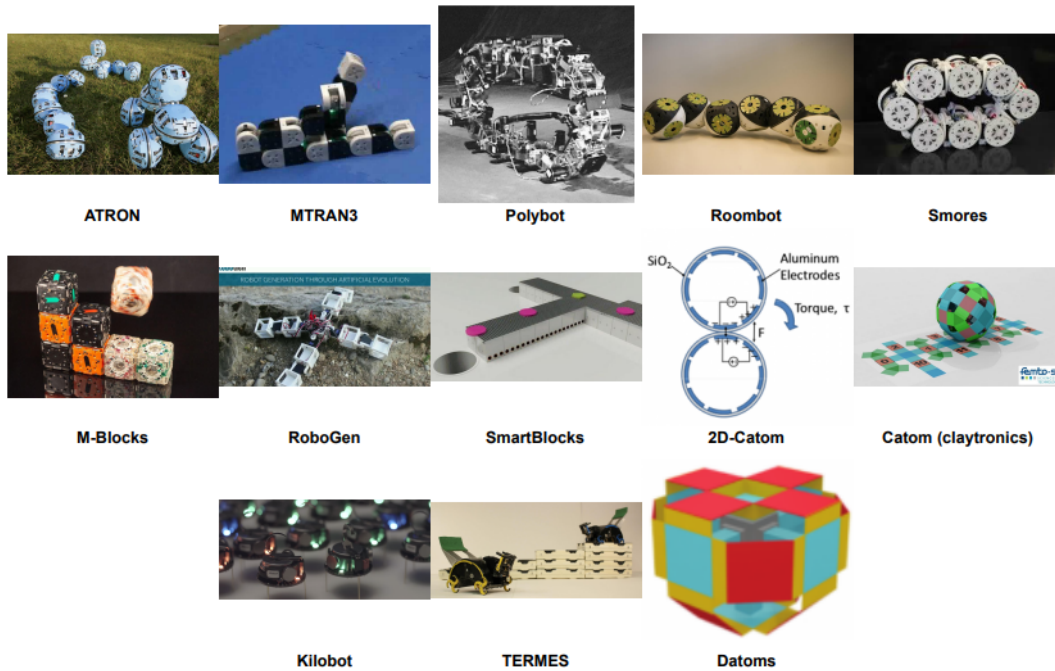 ATRON
MTRAN3
Polybot
Roombot
Smores
ROBOT GENERATION THROUGH ARTIFICIAL EVOLUTION
SiO2
Aluminum
Electrodes
Torque, τ
F
M-Blocks
RoboGen
SmartBlocks
2D-Catom
Catom (claytronics)
Kilobot
TERMES
Datoms